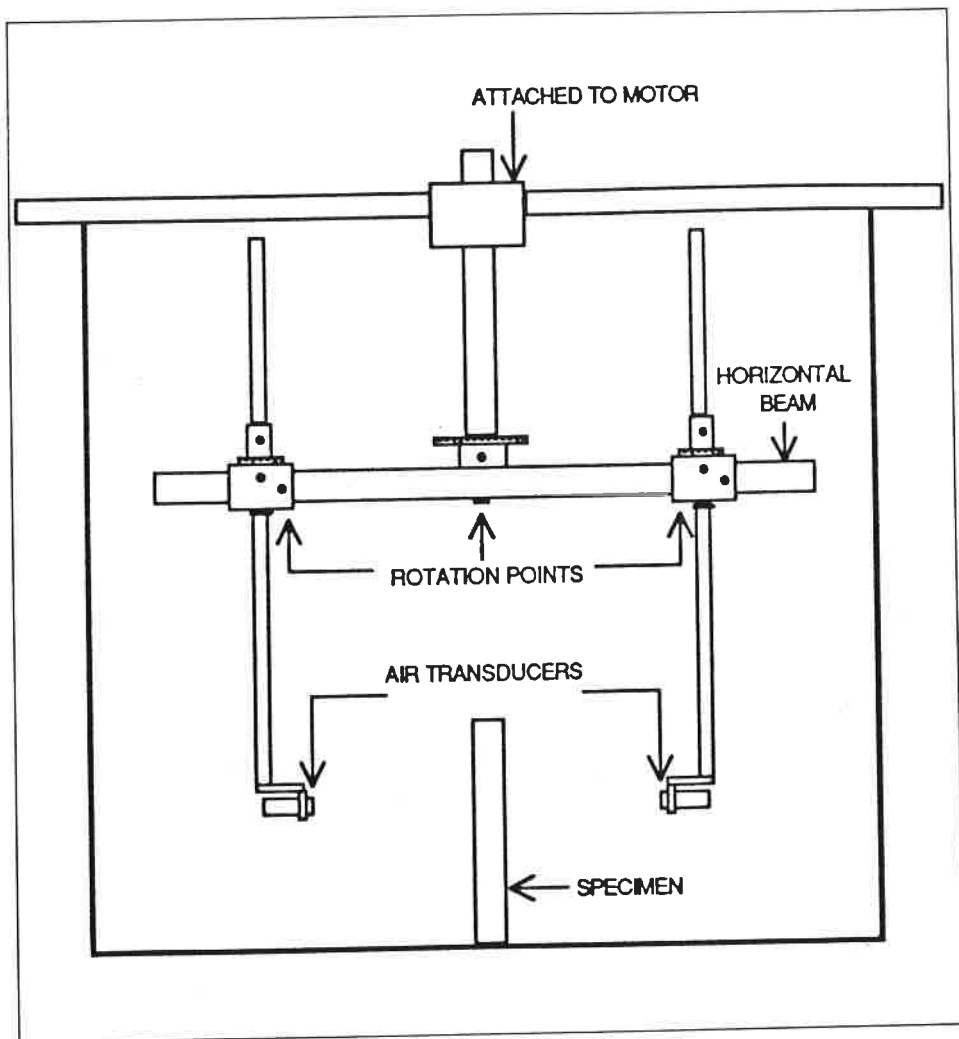 ATTACHED TO MOTOR
HORIZONTAL
BEAM
ROTATION POINTS
AIR TRANSDUCERS
SPECIMEN